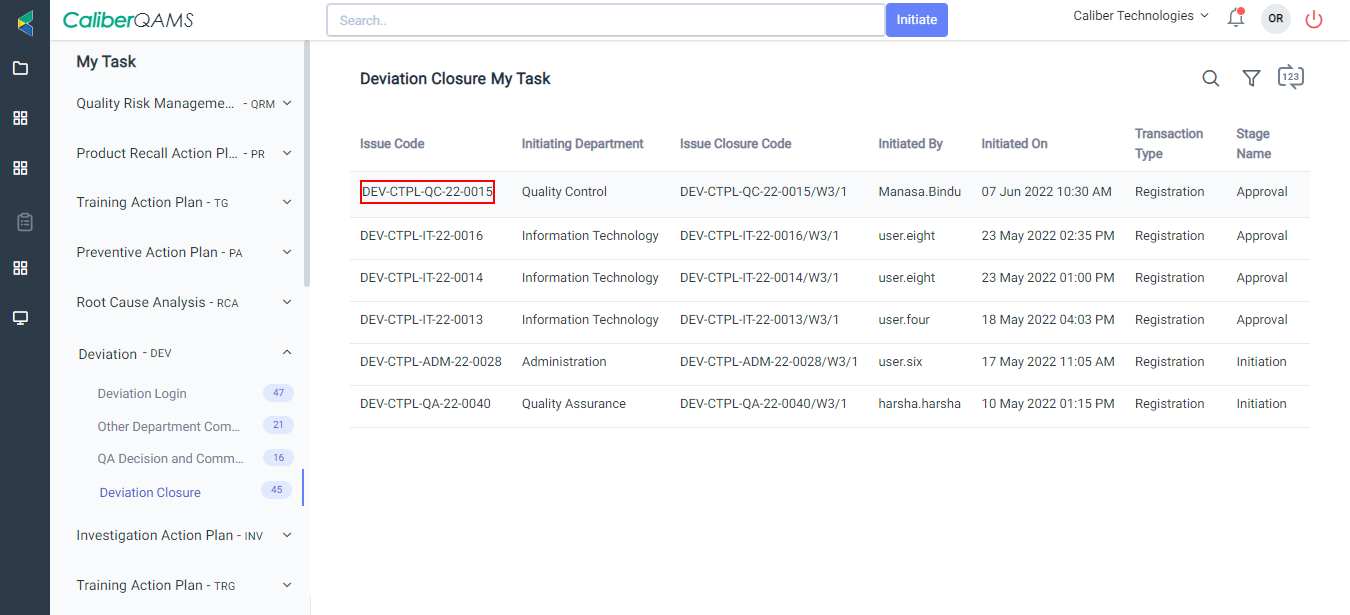 CaliberQAMS
Search..
Initiate
Caliber Technologies
OR
My Task
Quality Risk Manageme... - QRM
Product Recall Action Pl... - PR
Training Action Plan - TG
Preventive Action Plan - PA
Root Cause Analysis - RCA
Deviation - DEV
Deviation Login 47
Other Department Com... 21
QA Decision and Comm... 16
Deviation Closure 45
Investigation Action Plan - INV
Training Action Plan - TRG
Deviation Closure My Task
123
Issue Code Initiating Department Issue Closure Code Initiated By Initiated On Transaction Type Stage Name
DEV-CTPL-QC-22-0015 Quality Control DEV-CTPL-QC-22-0015/W3/1 Manasa.Bindu 07 Jun 2022 10:30 AM Registration Approval
DEV-CTPL-IT-22-0016 Information Technology DEV-CTPL-IT-22-0016/W3/1 user.eight 23 May 2022 02:35 PM Registration Approval
DEV-CTPL-IT-22-0014 Information Technology DEV-CTPL-IT-22-0014/W3/1 user.eight 23 May 2022 01:00 PM Registration Approval
DEV-CTPL-IT-22-0013 Information Technology DEV-CTPL-IT-22-0013/W3/1 user.four 18 May 2022 04:03 PM Registration Approval
DEV-CTPL-ADM-22-0028 Administration DEV-CTPL-ADM-22-0028/W3/1 user.six 17 May 2022 11:05 AM Registration Initiation
DEV-CTPL-QA-22-0040 Quality Assurance DEV-CTPL-QA-22-0040/W3/1 harsha.harsha 10 May 2022 01:15 PM Registration Initiation